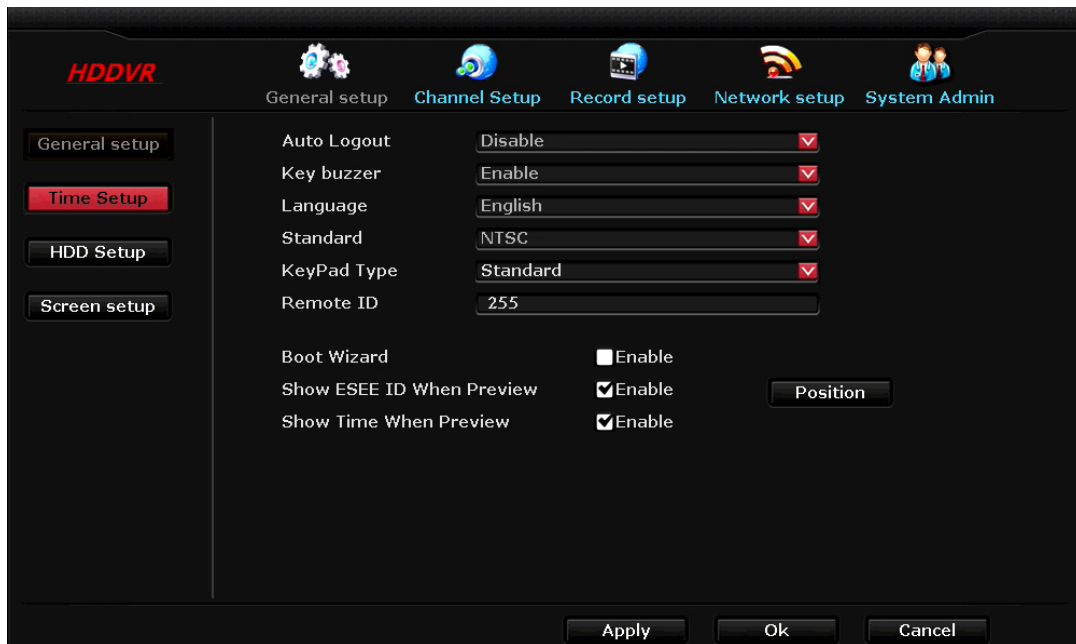 HDDVR
General setup Channel Setup Record setup Network setup System Admin
General setup
Time Setup
HDD Setup
Screen setup
Auto Logout Disable
Key buzzer Enable
Language English
Standard NTSC
KeyPad Type Standard
Remote ID 255
Boot Wizard Enable
Show ESEE ID When Preview Enable Position
Show Time When Preview Enable
Apply Ok Cancel